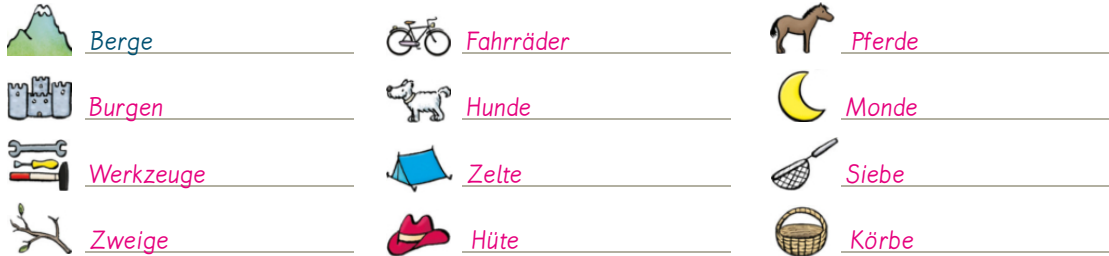 Berge Fahrräder Pferde
Burgen Hunde Monde
Werkzeuge Zelte Siebe
Zweige Hüte Körbe